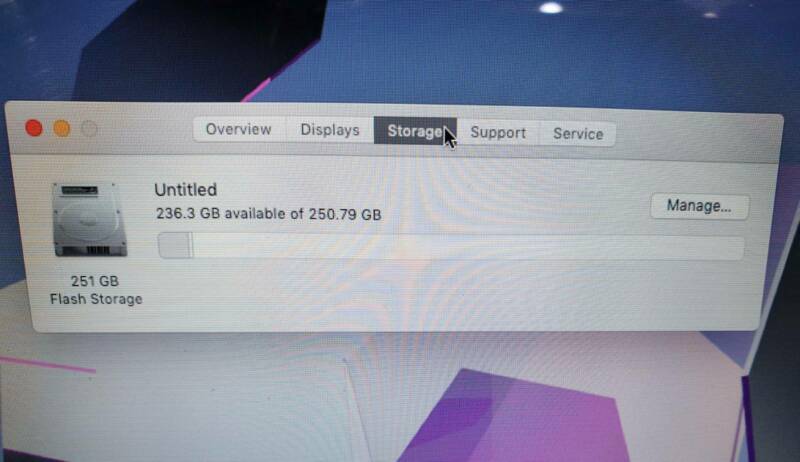 Overview Displays Storage Support Service
Untitled
236.3 GB available of 250.79 GB
Manage...
251 GB
Flash Storage